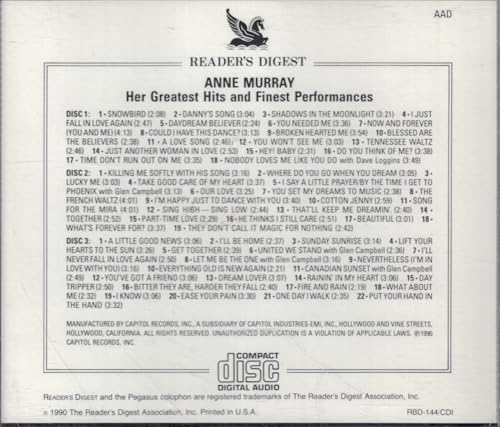 AAD
READER'S DIGEST
ANNE MURRAY
Her Greatest Hits and Finest Performances
DISC 1: 1 - SNOWBIRD (2:08) 2 - DANNY'S SONG (3:04) 3 - SHADOWS IN THE MOONLIGHT (3:21) 4 - I JUST
FALL IN LOVE AGAIN (2:47) 5 - DAYDREAM BELIEVER (2:24) 6 - YOU NEEDED ME (3:36) 7 - NOW AND FOREVER
(YOU AND ME) (4:13) 8 - COULD I HAVE THIS DANCE? (3:13) 9 - BROKEN HEARTED ME (3:54) 10 - BLESSED ARE
THE BELIEVERS (2:38) 11 - A LOVE SONG (2:46) 12 - YOU WON'T SEE ME (3:03) 13 - TENNESSEE WALTZ
(2:46) 14 - JUST ANOTHER WOMAN IN LOVE (2:53) 15 - HEY! BABY (2:31) 16 - DO YOU THINK OF ME? (3:38)
17 - TIME DON'T RUN OUT ON ME (3:35) 18 - NOBODY LOVES ME LIKE YOU DO with Dave Loggins (3:49)
DISC 2: 1 - KILLING ME SOFTLY WITH HIS SONG (3:16) 2 - WHERE DO YOU GO WHEN YOU DREAM (3:05) 3 -
LUCKY ME (3:03) 4 - TAKE GOOD CARE OF MY HEART (3:37) 5 - I SAY A LITTLE PRAYER/BY THE TIME I GET TO
PHOENIX with Glen Campbell (3:13) 6 - OUR LOVE (3:25) 7 - YOU SET MY DREAMS TO MUSIC (2:38) 8 - THE
FRENCH WALTZ (4:01) 9 - I'M HAPPY JUST TO DANCE WITH YOU (3:39) 10 - COTTON JENNY (2:59) 11 - SONG
FOR THE MIRA (4:01) 12 - SING HIGH — SING LOW (2:44) 13 - THAT'LL KEEP ME DREAMIN' (2:40) 14 -
TOGETHER (2:52) 15 - PART-TIME LOVE (2:29) 16 - HE THINKS I STILL CARE (2:51) 17 - BEAUTIFUL (3:01) 18 -
WHAT'S FOREVER FOR? (3:13) 19 - THEY DON'T CALL IT MAGIC FOR NOTHING (2:42)
DISC 3: 1 - A LITTLE GOOD NEWS (3:06) 2 - I'LL BE HOME (2:37) 3 - SUNDAY SUNRISE (3:14) 4 - LIFT YOUR
HEARTS TO THE SUN (3:26) 5 - GET TOGETHER (2:39) 6 - UNITED WE STAND with Glen Campbell (2:36) 7 - I'LL
NEVER FALL IN LOVE AGAIN (2:50) 8 - LET ME BE THE ONE with Glen Campbell (2:21) 9 - NEVERTHELESS (I'M IN
LOVE WITH YOU) (3:16) 10 - EVERYTHING OLD IS NEW AGAIN (2:21) 11 - CANADIAN SUNSET with Glen Campbell
(2:49) 12 - YOU'VE GOT A FRIEND (3:06) 13 - DREAM LOVER (3:07) 14 - RAININ' IN MY HEART (3:46) 15 - DAY
TRIPPER (2:50) 16 - BITTER THEY ARE, HARDER THEY FALL (2:40) 17 - FIRE AND RAIN (2:19) 18 - WHAT ABOUT
ME (2:32) 19 - I KNOW (3:06) 20 - EASE YOUR PAIN (3:30) 21 - ONE DAY I WALK (2:35) 22 - PUT YOUR HAND IN
THE HAND (3:32)
MANUFACTURED BY CAPITOL RECORDS, INC., A SUBSIDIARY OF CAPITOL INDUSTRIES-EMI, INC., HOLLYWOOD AND VINE STREETS,
HOLLYWOOD, CALIFORNIA. ALL RIGHTS RESERVED. UNAUTHORIZED DUPLICATION IS A VIOLATION OF APPLICABLE LAWS. ℗1990
CAPITOL RECORDS, INC.
COMPACT
disc
DIGITAL AUDIO
READER'S DIGEST and the Pegasus colophon are registered trademarks of The Reader's Digest Association, Inc.
© 1990 The Reader's Digest Association, Inc. Printed in U.S.A.
RBD-144/CDI